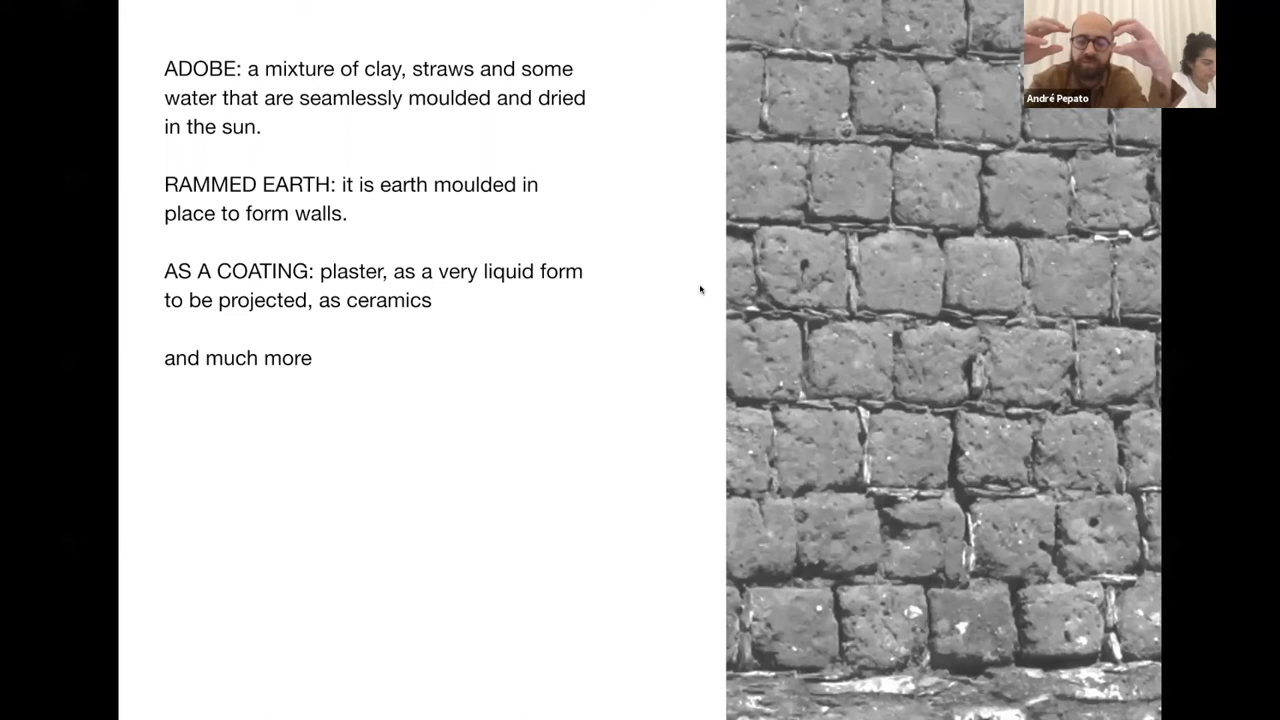 ADOBE: a mixture of clay, straws and some
water that are seamlessly moulded and dried
in the sun.
RAMMED EARTH: it is earth moulded in
place to form walls.
AS A COATING: plaster, as a very liquid form
to be projected, as ceramics
and much more
André Pepato